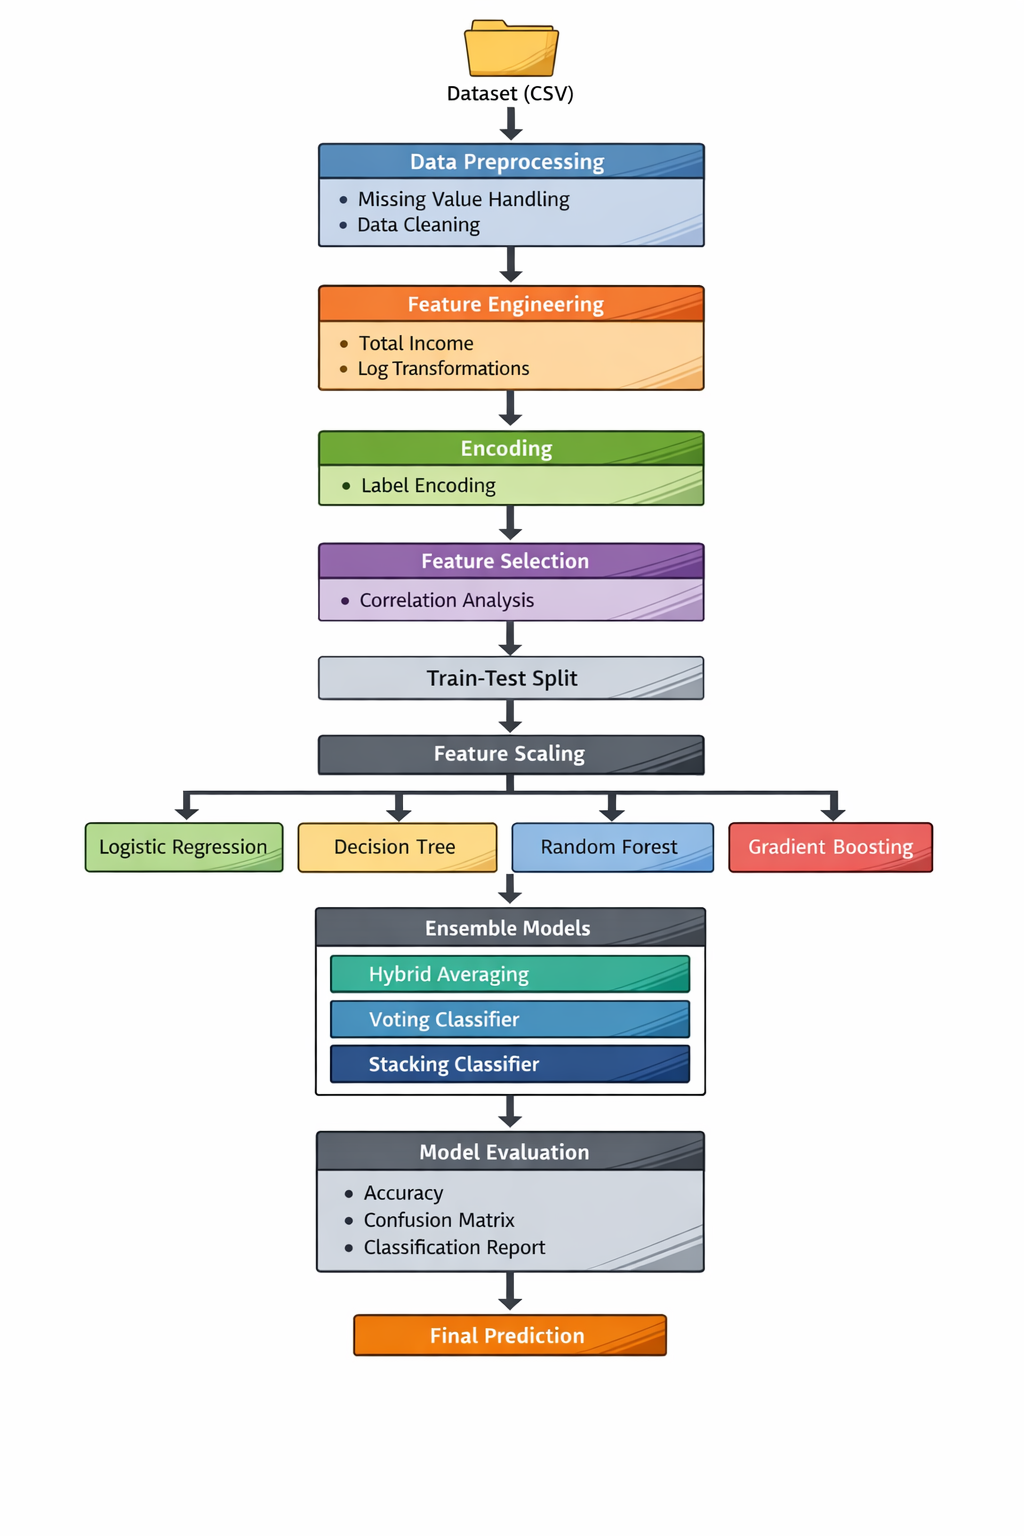 Dataset (CSV)
Data Preprocessing
• Missing Value Handling
• Data Cleaning
Feature Engineering
• Total Income
• Log Transformations
Encoding
• Label Encoding
Feature Selection
• Correlation Analysis
Train-Test Split
Feature Scaling
Logistic Regression
Decision Tree
Random Forest
Gradient Boosting
Ensemble Models
Hybrid Averaging
Voting Classifier
Stacking Classifier
Model Evaluation
• Accuracy
• Confusion Matrix
• Classification Report
Final Prediction